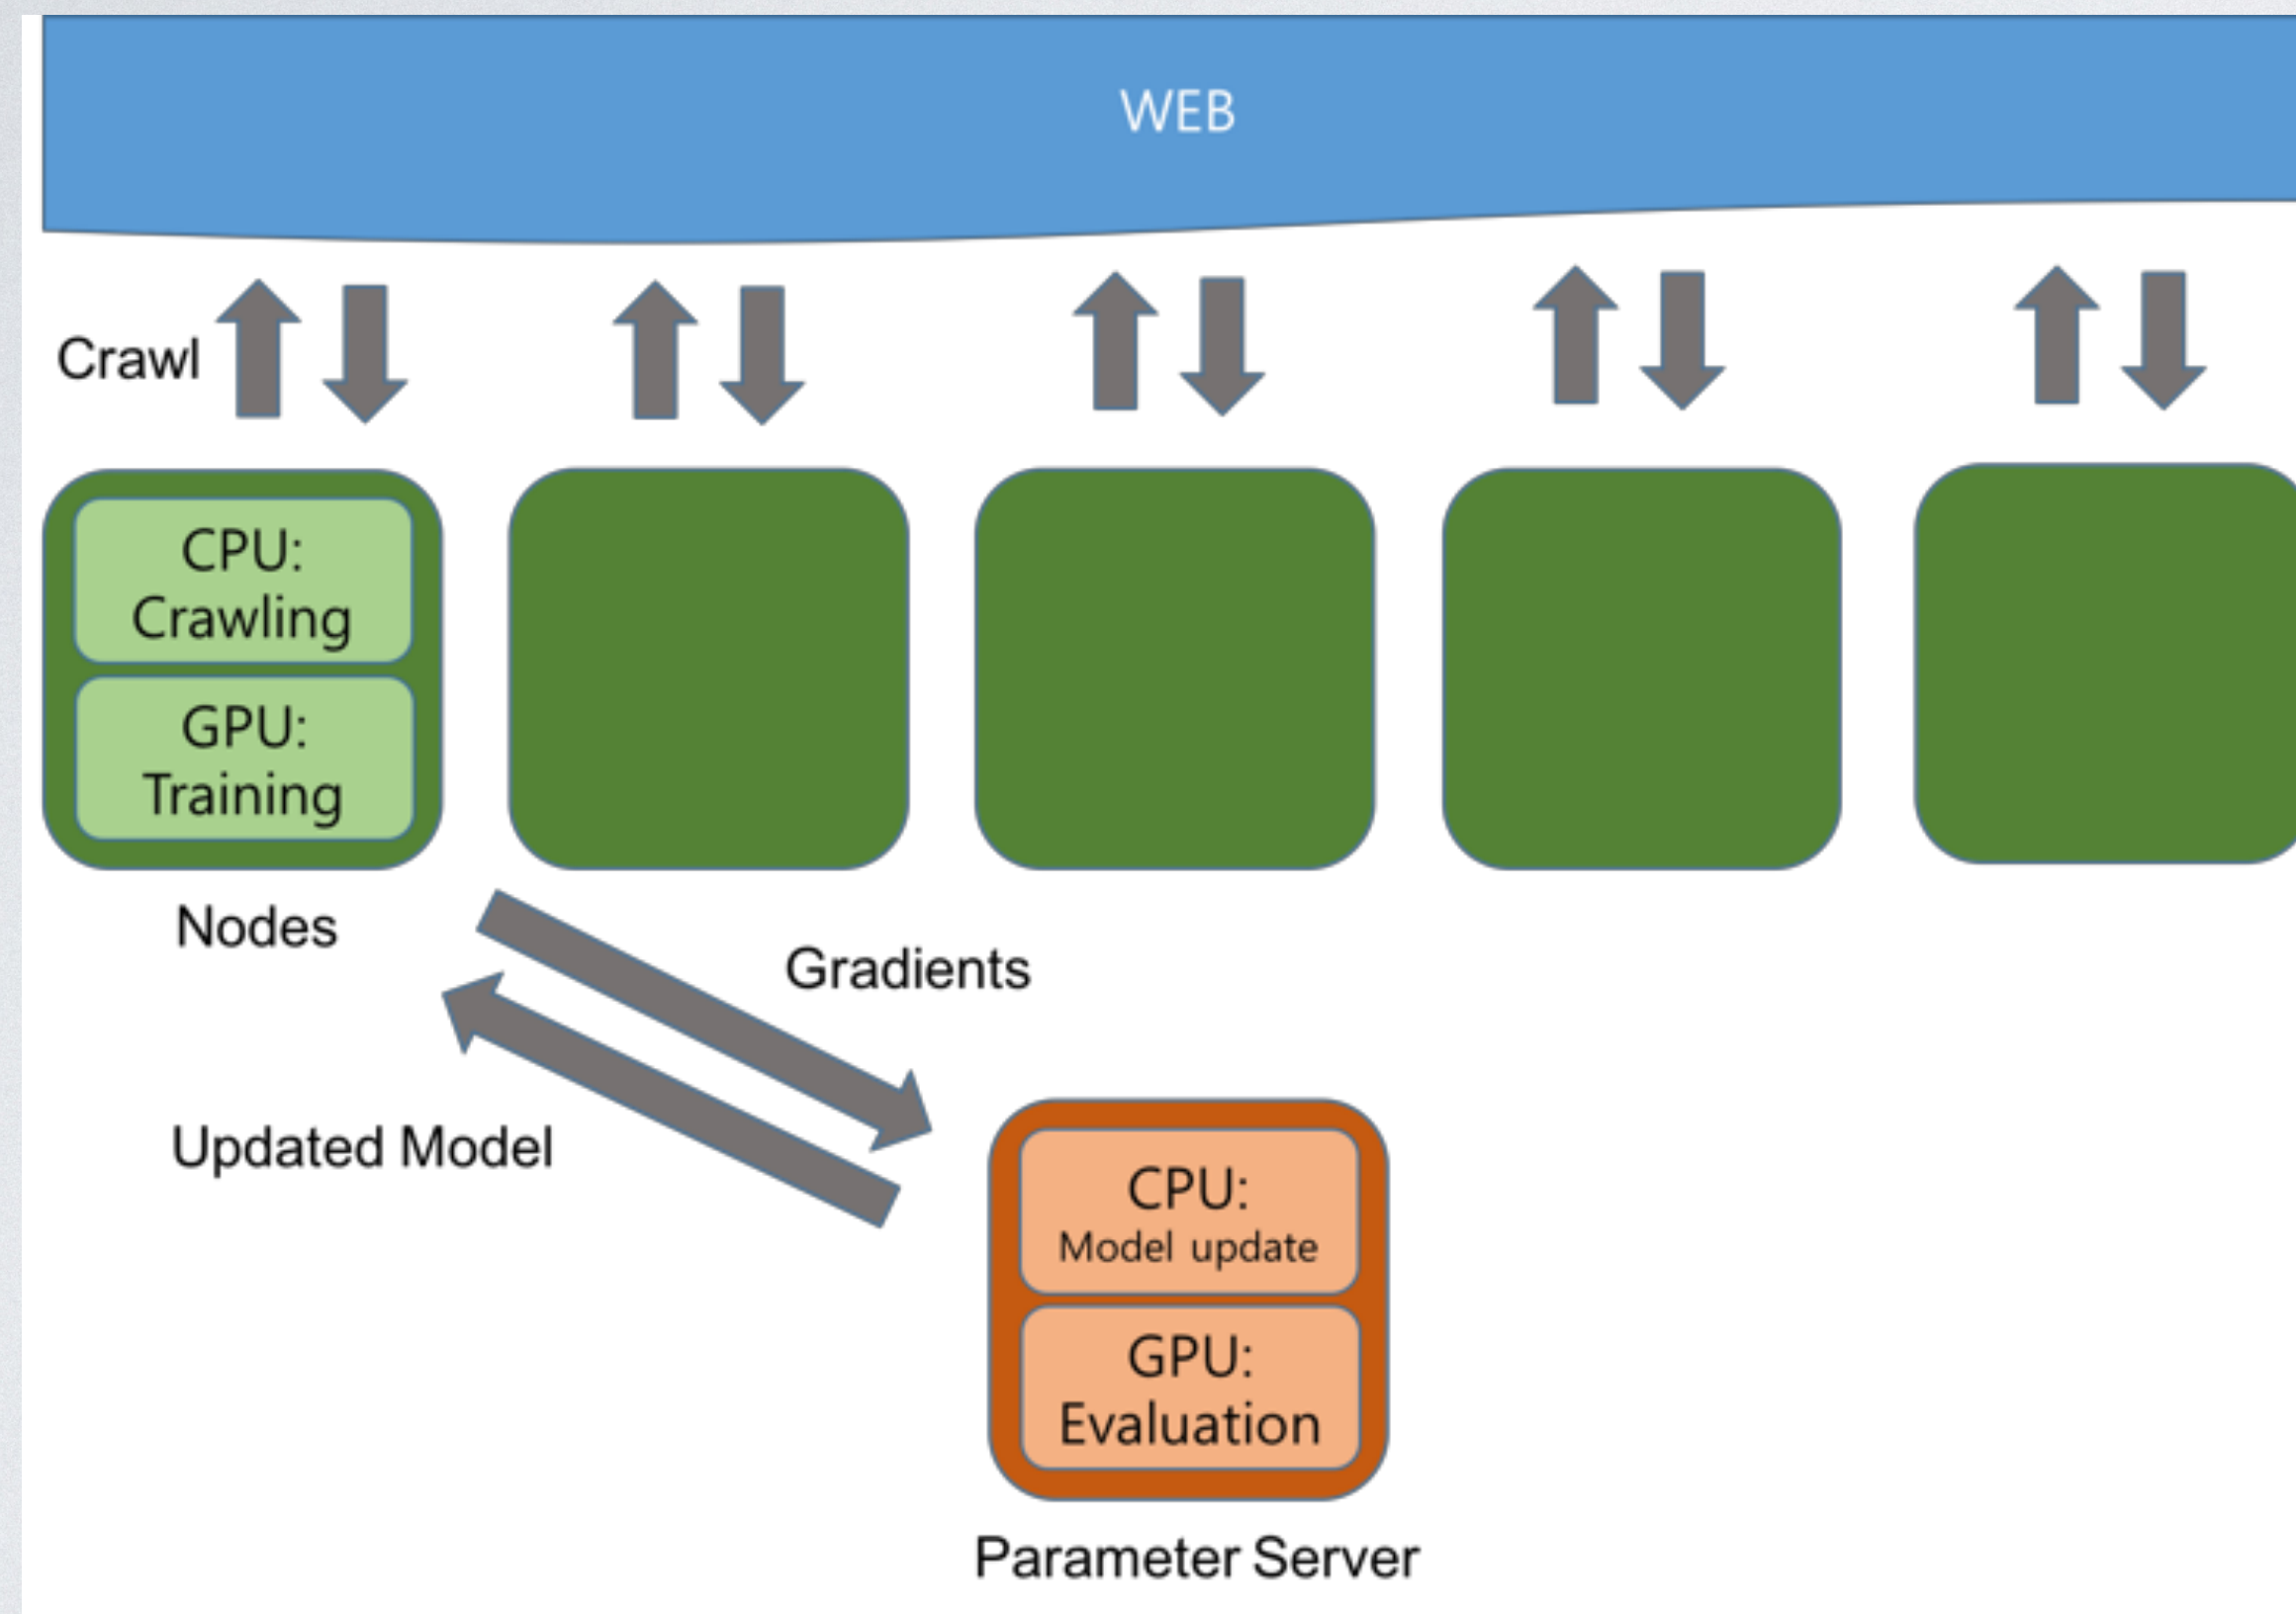 WEB
Crawl
CPU:
Crawling
GPU:
Training
Nodes
Gradients
Updated Model
CPU:
Model update
GPU:
Evaluation
Parameter Server